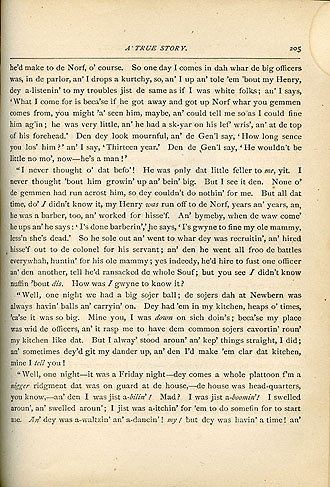 A TRUE STORY. 205
he'd make to de Norf, o' course. So one day I comes in dah whar de big officers
was, in de parlor, an' I drops a kurtchy, so, an' I up an' tole 'em 'bout my Henry,
dey a-listenin' to my troubles jist de same as if I was white folks; an' I says,
'What I come for is beca'se if he got away and got up Norf whar you gemmen
comes from, you might 'a' seen him, maybe, an' could tell me so as I could fine
him ag'in; he was very little, an' he had a sk-yar on his lef' wris', an' at de top
of his forehead.' Den dey look mournful, an' de Gen'l say, 'How long sence
you los' him?' an' I say, 'Thirteen year.' Den de Gen'l say, 'He wouldn't be
little no mo', now—he's a man!'
"I never thought o' dat befo'! He was only dat little feller to me, yit. I
never thought 'bout him growin' up an' bein' big. But I see it den. None o'
de gemmen had run acrost him, so dey couldn't do nothin' for me. But all dat
time, do' I didn't know it, my Henry was run off to de Norf, years an' years, an,
he was a barber, too, an' worked for hisse'f. An' bymeby, when de waw come'
he ups an' he says: 'I's done barberin',' he says, 'I's gwyne to fine my ole mammy,
less'n she's dead.' So he sole out an' went to whar dey was recruitin', an' hired
hisse'f out to de colonel for his servant; an' den he went all froo de battles
everywhah, huntin' for his ole mammy; yes indeedy, he'd hire to fust one officer
an' den another, tell he'd ransacked de whole Souf; but you see I didn't know
nuffin 'bout dis. How was I gwyne to know it?
"Well, one night we had a big sojer ball; de sojers dah at Newbern was
always havin' balls an' carryin' on. Dey had 'em in my kitchen, heaps o' times,
'ca'se it was so big. Mine you, I was down on sich doin's; beca'se my place
was wid de officers, an' it rasp me to have dem common sojers cavortin' roun'
my kitchen like dat. But I alway' stood aroun' an' kep' things straight, I did;
an' sometimes dey'd git my dander up, an' den I'd make 'em clar dat kitchen,
mine I tell you!
"Well, one night—it was a Friday night—dey comes a whole plattoon f'm a
nigger ridgment dat was on guard at de house,—de house was head-quarters,
you know,—an' den I was jist a-bilin'! Mad? I was jist a-boomin'! I swelled
aroun', an' swelled aroun'; I jist was a-itchin' for 'em to do somefin for to start
me. An' dey was a-waltzin' an' a-dancin'! my! but dey was havin' a time! an'